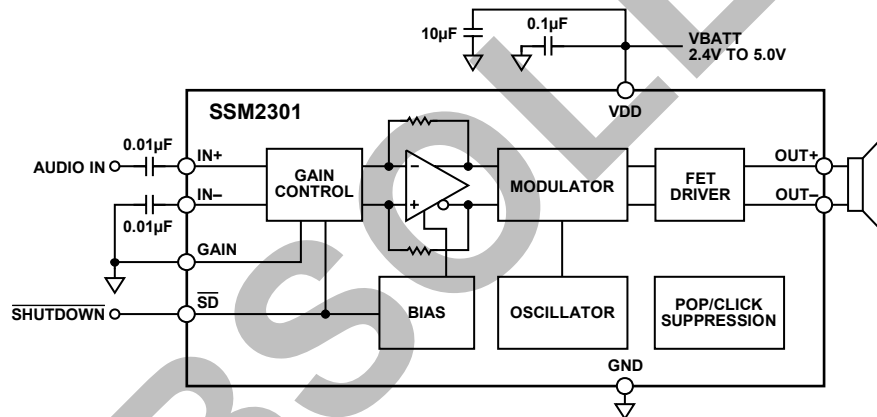 10µF
0.1µF
VBATT
2.4V TO 5.0V
SSM2301
VDD
0.01µF
IN+
AUDIO IN
GAIN
CONTROL
MODULATOR
FET
DRIVER
OUT+
OUT–
IN–
0.01µF
GAIN
SD
SHUTDOWN
BIAS
OSCILLATOR
POP/CLICK
SUPPRESSION
GND